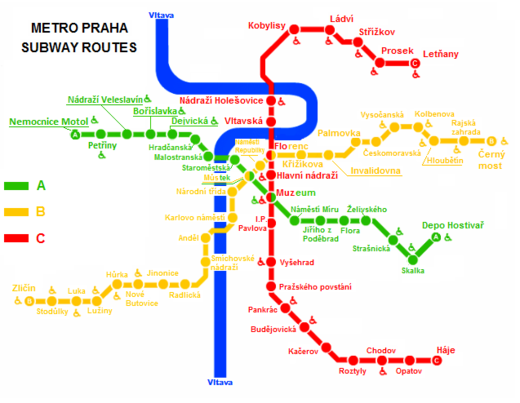 METRO PRAHA
SUBWAY ROUTES
Vltava
Kobylisy
Ládví
Střížkov
Prosek
Letňany
C
Nádraží Holešovice
Vltavská
Nádraží Veleslavín
Bořislavka
Dejvická
Nemocnice Motol
A
Petřiny
Hradčanská
Malostranská
Staroměstská
Můstek
Náměstí
Republiky
Florenc
Křižíkova
Palmovka
Invalidovna
Vysočanská
Českomoravská
Kolbenova
Hloubětín
Rajská
zahrada
B
Černý
most
Hlavní nádraží
Muzeum
Národní třída
Karlovo náměstí
Anděl
Smíchovské
nádraží
Radlická
Jinonice
Nové
Butovice
Hůrka
Lužiny
Luka
Stodůlky
Zličín
B
A
B
C
I.P.
Pavlova
Náměstí Míru
Jiřího z
Poděbrad
Flora
Želivského
Strašnická
Skalka
Depo Hostivař
A
Vyšehrad
Pražského povstání
Pankrác
Budějovická
Kačerov
Roztyly
Chodov
Opatov
Háje
C
Vltava